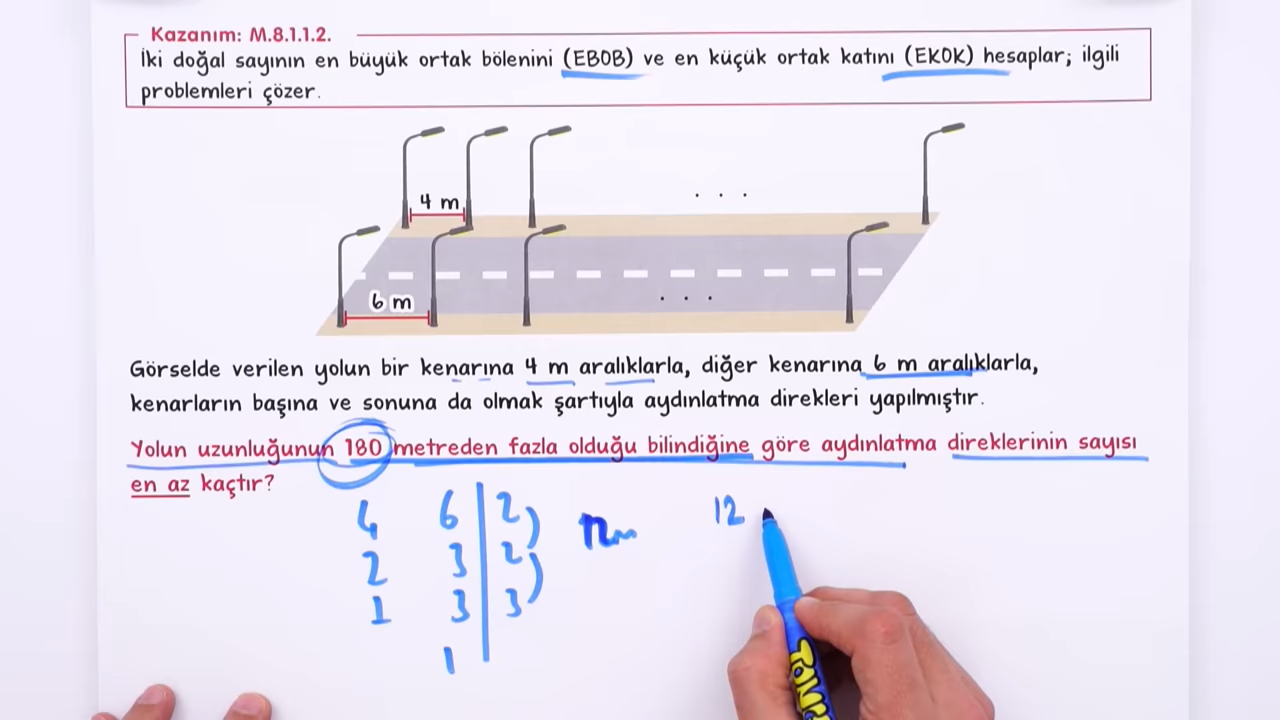 Kazanım: M.8.1.1.2.
İki doğal sayının en büyük ortak bölenini (EBOB) ve en küçük ortak katını (EKOK) hesaplar; ilgili
problemleri çözer.
4 m
. . .
6 m
. . .
Görselde verilen yolun bir kenarına 4 m aralıklarla, diğer kenarına 6 m aralıklarla,
kenarların başına ve sonuna da olmak şartıyla aydınlatma direkleri yapılmıştır.
Yolun uzunluğunun 180 metreden fazla olduğu bilindiğine göre aydınlatma direklerinin sayısı
en az kaçtır?
4 6 2
12m
12
2 3 2
1 3 3
1